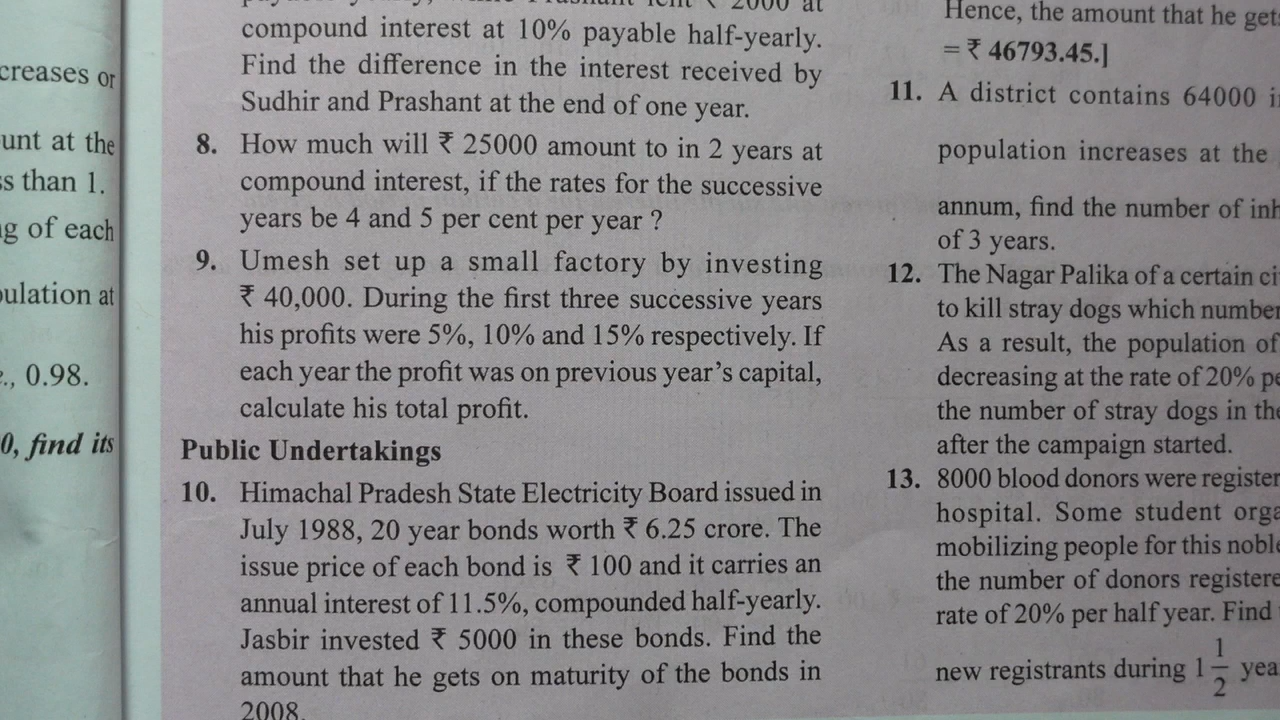 creases or
unt at the
s than 1.
g of each
ulation at
., 0.98.
0, find its
compound interest at 10% payable half-yearly.
Find the difference in the interest received by
Sudhir and Prashant at the end of one year.
8. How much will ₹ 25000 amount to in 2 years at
compound interest, if the rates for the successive
years be 4 and 5 per cent per year ?
9. Umesh set up a small factory by investing
₹ 40,000. During the first three successive years
his profits were 5%, 10% and 15% respectively. If
each year the profit was on previous year's capital,
calculate his total profit.
Public Undertakings
10. Himachal Pradesh State Electricity Board issued in
July 1988, 20 year bonds worth ₹ 6.25 crore. The
issue price of each bond is ₹ 100 and it carries an
annual interest of 11.5%, compounded half-yearly.
Jasbir invested ₹ 5000 in these bonds. Find the
amount that he gets on maturity of the bonds in
2008.
Hence, the amount that he gets
= ₹ 46793.45.]
11. A district contains 64000 i
population increases at the
annum, find the number of inh
of 3 years.
12. The Nagar Palika of a certain ci
to kill stray dogs which number
As a result, the population of
decreasing at the rate of 20% pe
the number of stray dogs in the
after the campaign started.
13. 8000 blood donors were register
hospital. Some student orga
mobilizing people for this noble
the number of donors registere
rate of 20% per half year. Find
new registrants during 1 1/2 yea